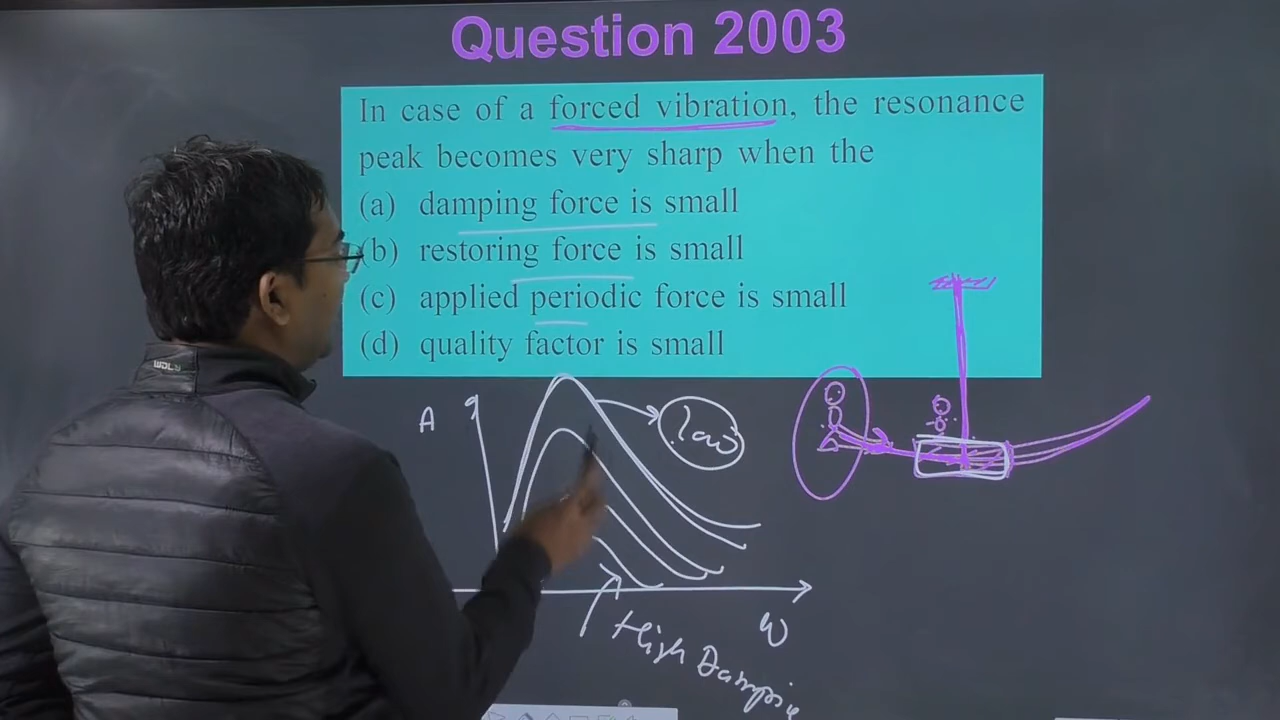 Question 2003
In case of a forced vibration, the resonance
peak becomes very sharp when the
(a) damping force is small
(b) restoring force is small
(c) applied periodic force is small
(d) quality factor is small
A
low
ω
High Damping